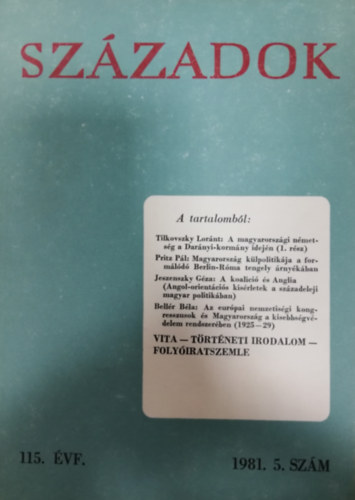 SZÁZADOK
A tartalomból:
Tilkovszky Loránt: A magyarországi német-
ség a Darányi-kormány idején (I. rész)
Pritz Pál: Magyarország külpolitikája a for-
málódó Berlin-Róma tengely árnyékában
Jeszenszky Géza: A koalíció és Anglia
(Angol-orientációs kísérletek a századeleji
magyar politikában)
Bellér Béla: Az európai nemzetiségi kong-
resszusok és Magyarország a kisebbségvé-
delem rendszerében (1925—29)
VITA — TÖRTÉNETI IRODALOM —
FOLYÓIRATSZEMLE
115. ÉVF.
1981. 5. SZÁM